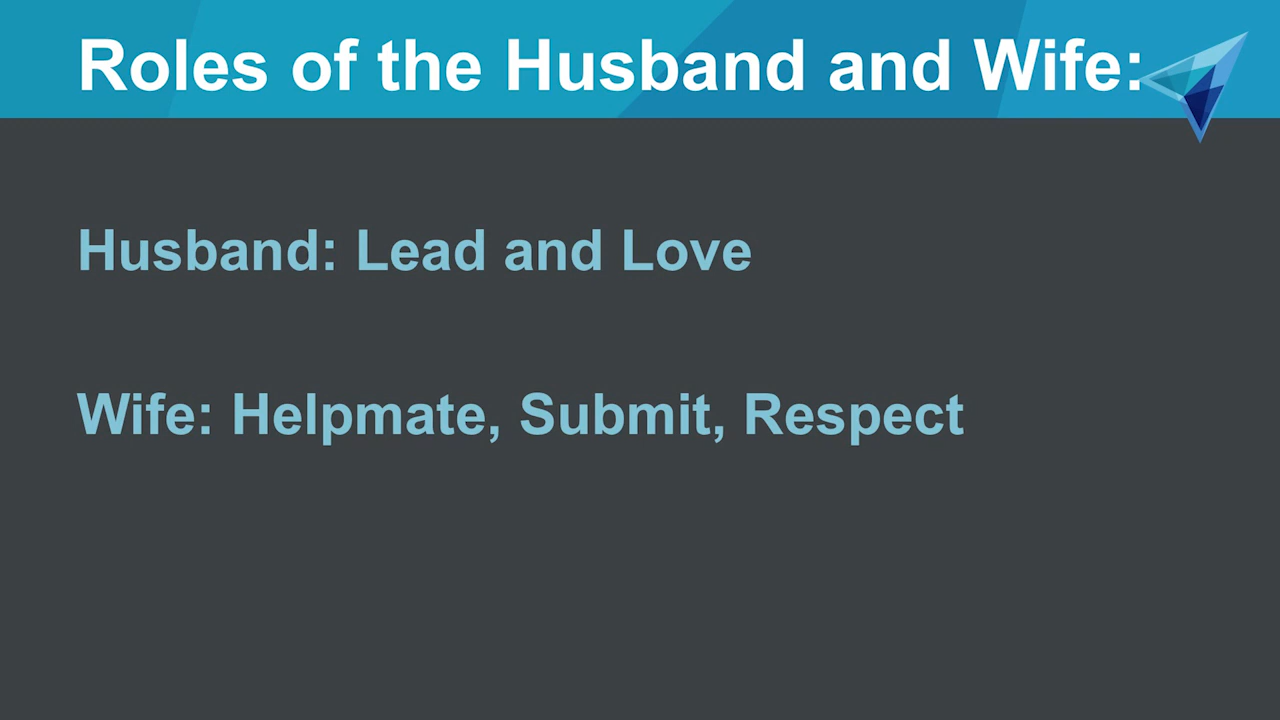 Roles of the Husband and Wife:
Husband: Lead and Love
Wife: Helpmate, Submit, Respect